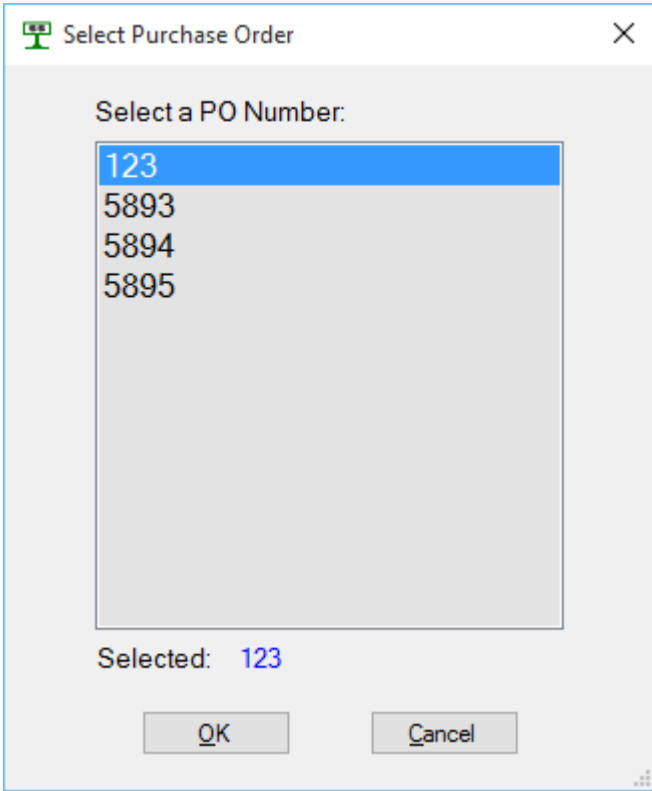 Select Purchase Order
Select a PO Number:
123
5893
5894
5895
Selected: 123
OK Cancel